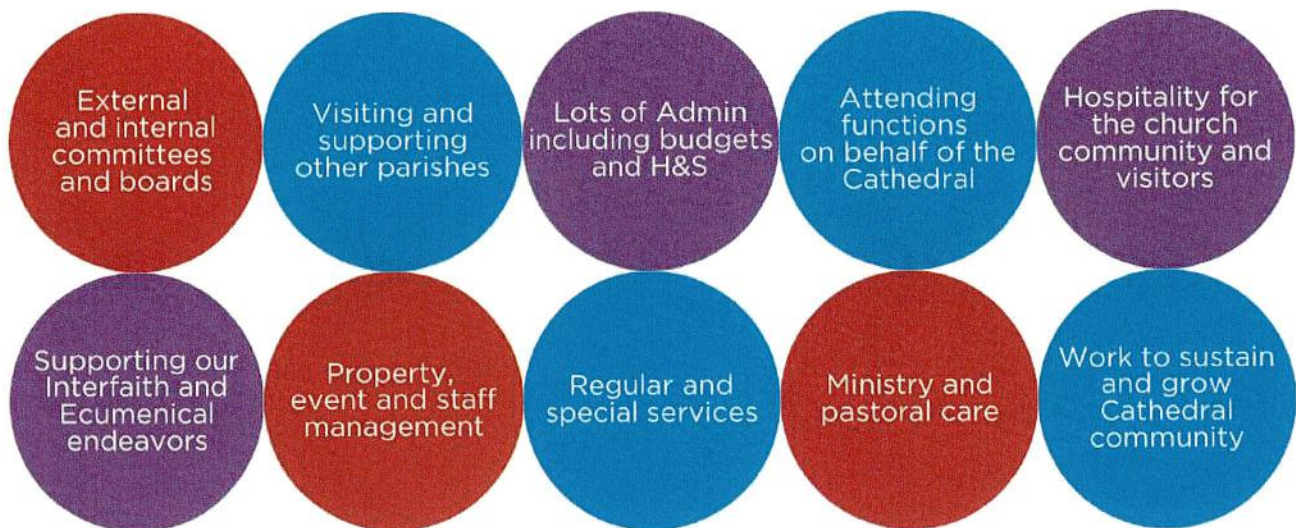 External
and internal
committees
and boards
Visiting and
supporting
other parishes
Lots of Admin
including budgets
and H&S
Attending
functions
on behalf of the
Cathedral
Hospitality for
the church
community and
visitors
Supporting our
Interfaith and
Ecumenical
endeavors
Property,
event and staff
management
Regular and
special services
Ministry and
pastoral care
Work to sustain
and grow
Cathedral
community